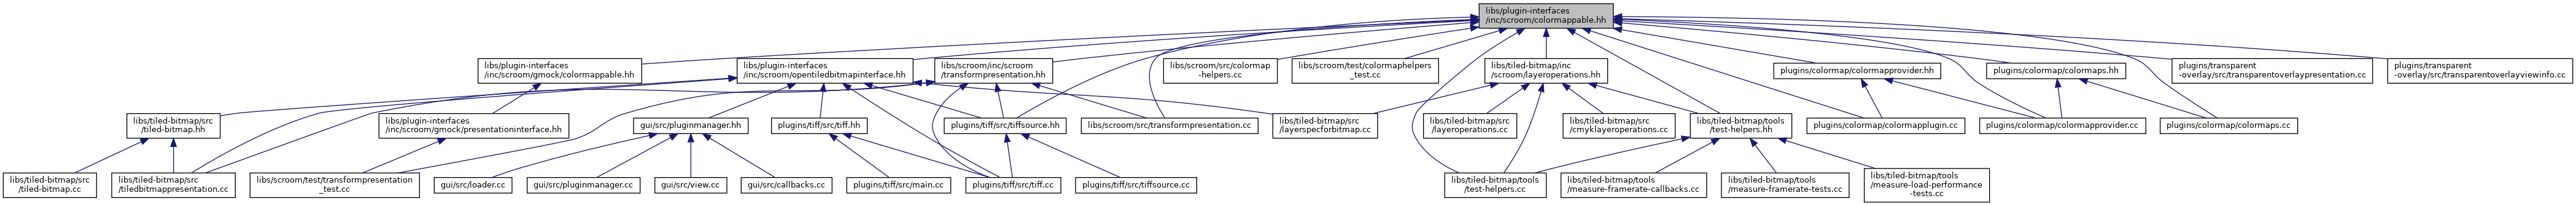 libs/plugin-interfaces
/inc/scroom/colormappable.hh
libs/plugin-interfaces
/inc/scroom/gmock/colormappable.hh
libs/plugin-interfaces
/inc/scroom/opentiledbitmapinterface.hh
libs/scroom/inc/scroom
/transformpresentation.hh
libs/scroom/src/colormap
-helpers.cc
libs/scroom/test/colormaphelpers
_test.cc
libs/tiled-bitmap/inc
/scroom/layeroperations.hh
plugins/colormap/colormapprovider.hh
plugins/colormap/colormaps.hh
plugins/transparent
-overlay/src/transparentoverlaypresentation.cc
plugins/transparent
-overlay/src/transparentoverlayviewinfo.cc
libs/tiled-bitmap/src
/tiled-bitmap.hh
libs/plugin-interfaces
/inc/scroom/gmock/presentationinterface.hh
gui/src/pluginmanager.hh
plugins/tiff/src/tiff.hh
plugins/tiff/src/tiffsource.hh
libs/scroom/src/transformpresentation.cc
libs/tiled-bitmap/src
/layerspecforbitmap.cc
libs/tiled-bitmap/src
/layeroperations.cc
libs/tiled-bitmap/src
/cmyklayeroperations.cc
libs/tiled-bitmap/tools
/test-helpers.hh
plugins/colormap/colormapplugin.cc
plugins/colormap/colormapprovider.cc
plugins/colormap/colormaps.cc
libs/tiled-bitmap/src
/tiled-bitmap.cc
libs/tiled-bitmap/src
/tiledbitmappresentation.cc
libs/scroom/test/transformpresentation
_test.cc
gui/src/loader.cc
gui/src/pluginmanager.cc
gui/src/view.cc
gui/src/callbacks.cc
plugins/tiff/src/main.cc
plugins/tiff/src/tiff.cc
plugins/tiff/src/tiffsource.cc
libs/tiled-bitmap/tools
/test-helpers.cc
libs/tiled-bitmap/tools
/measure-framerate-callbacks.cc
libs/tiled-bitmap/tools
/measure-framerate-tests.cc
libs/tiled-bitmap/tools
/measure-load-performance
-tests.cc